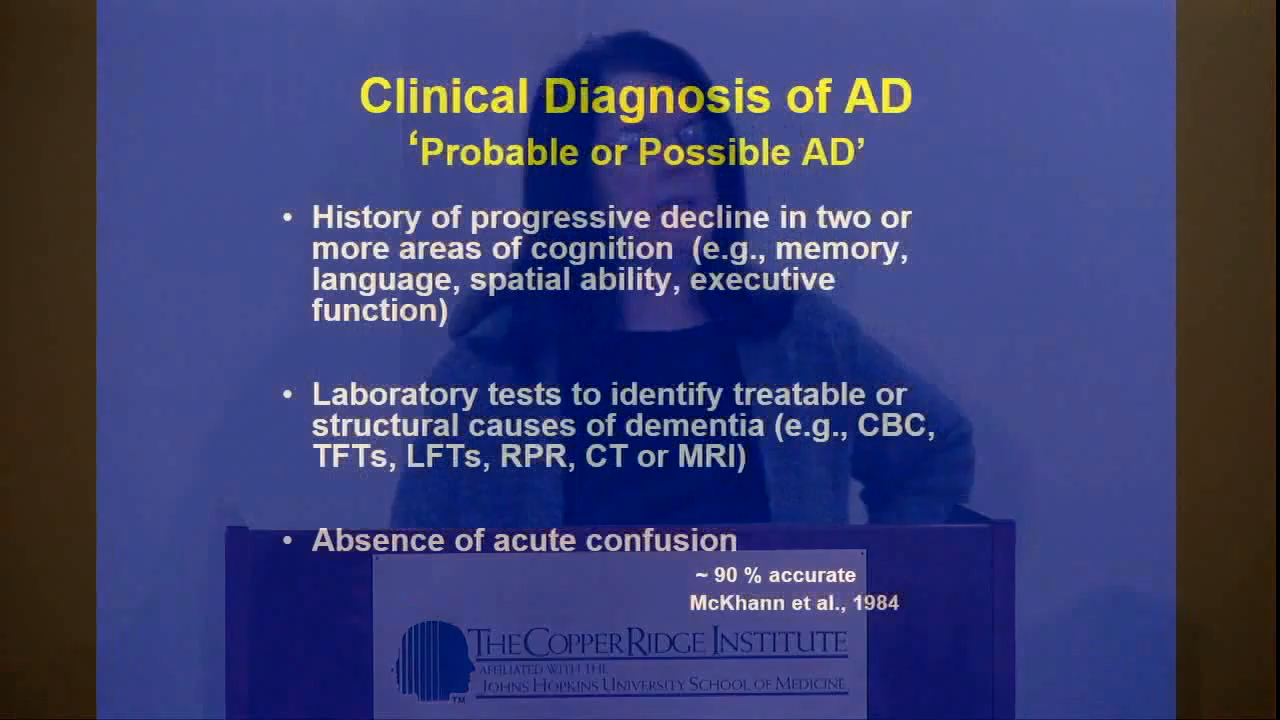 Clinical Diagnosis of AD
‘Probable or Possible AD’
• History of progressive decline in two or
more areas of cognition (e.g., memory,
language, spatial ability, executive
function)
• Laboratory tests to identify treatable or
structural causes of dementia (e.g., CBC,
TFTs, LFTs, RPR, CT or MRI)
• Absence of acute confusion
~ 90 % accurate
McKhann et al., 1984
THE COPPER RIDGE INSTITUTE
AFFILIATED WITH THE
JOHNS HOPKINS UNIVERSITY SCHOOL OF MEDICINE
TM